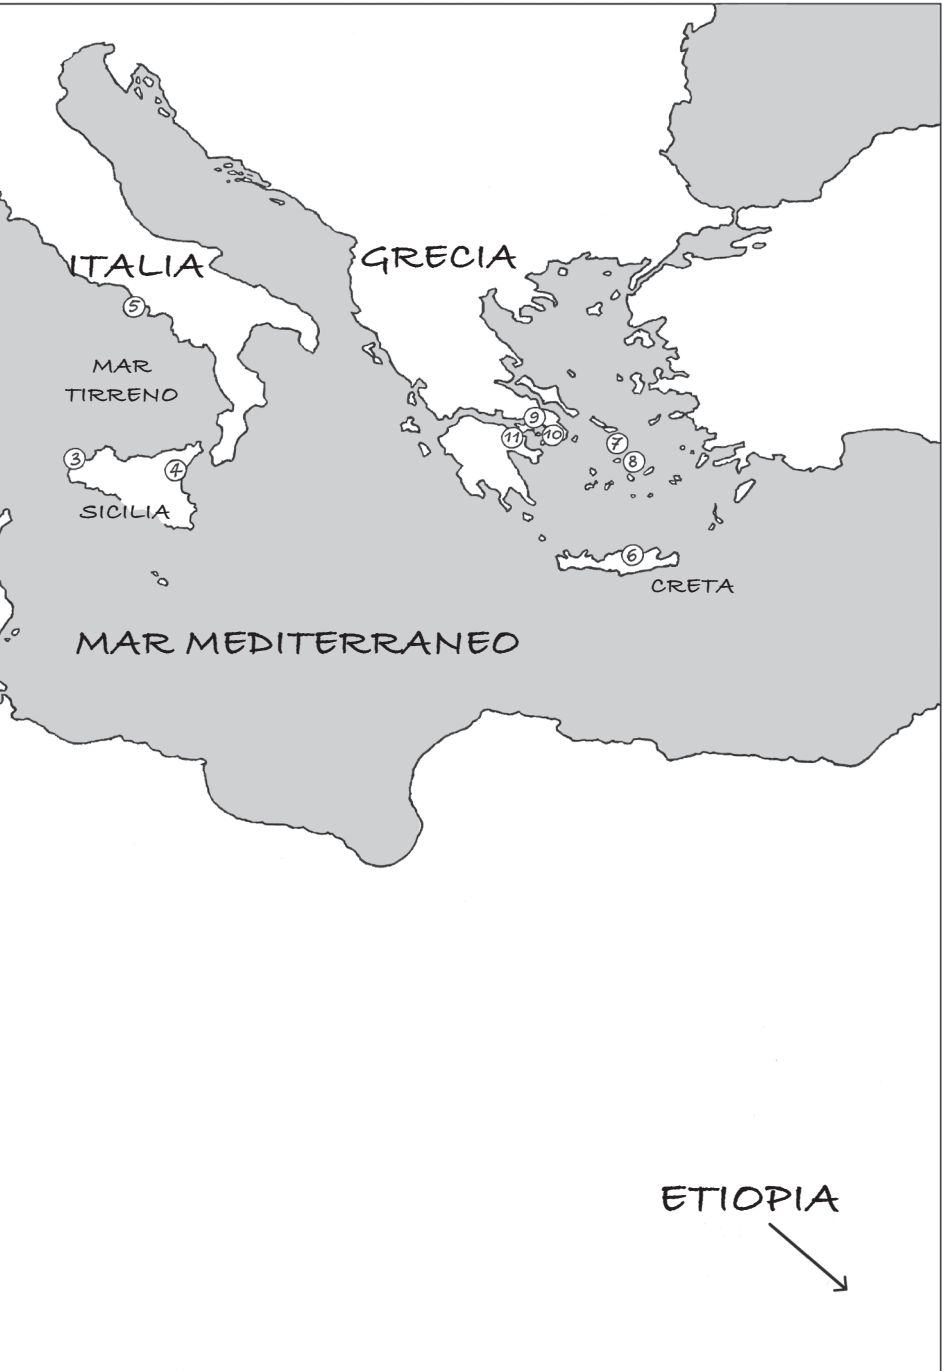 ITALIA
GRECIA
5
MAR
TIRRENO
3
4
SICILIA
9
10
11
7
8
6
CRETA
MAR MEDITERRANEO
ETIOPIA